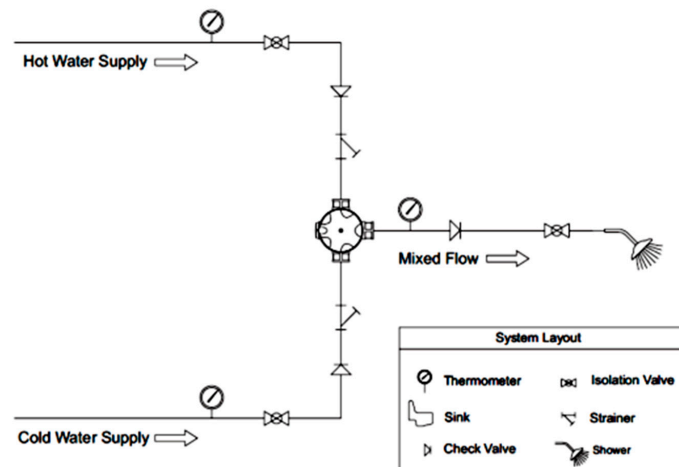 Hot Water Supply
Mixed Flow
Cold Water Supply
System Layout
Thermometer
Isolation Valve
Sink
Strainer
Check Valve
Shower